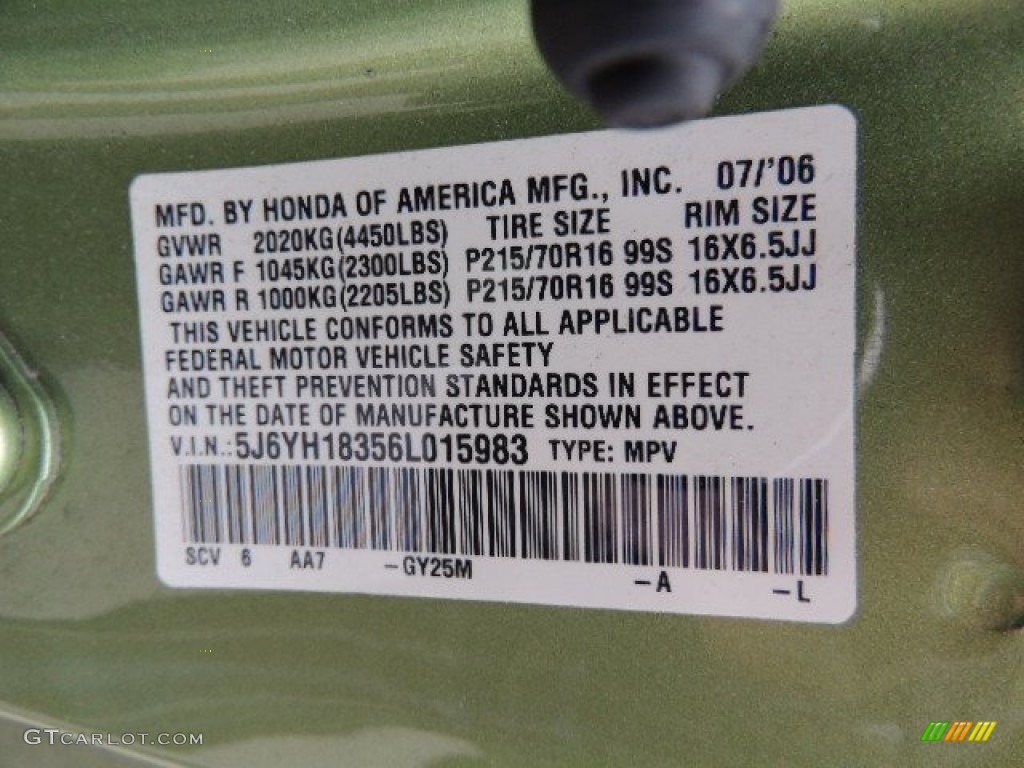 MFD. BY HONDA OF AMERICA MFG., INC. 07/'06
GVWR 2020KG(4450LBS) TIRE SIZE RIM SIZE
GAWR F 1045KG(2300LBS) P215/70R16 99S 16X6.5JJ
GAWR R 1000KG(2205LBS) P215/70R16 99S 16X6.5JJ
THIS VEHICLE CONFORMS TO ALL APPLICABLE
FEDERAL MOTOR VEHICLE SAFETY
AND THEFT PREVENTION STANDARDS IN EFFECT
ON THE DATE OF MANUFACTURE SHOWN ABOVE.
V.I.N.:5J6YH18356L015983 TYPE: MPV
SCV 6 AA7 -GY25M -A -L
GTCARLOT.COM